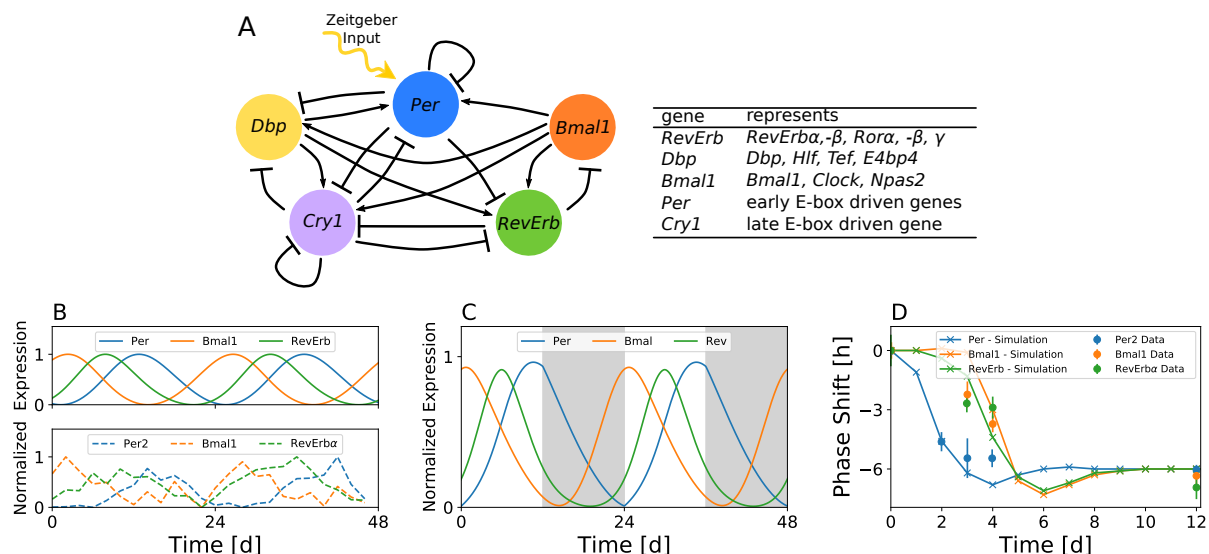 A
Zeitgeber
Input
Per
Dbp
Bmal1
Cry1
RevErb
gene represents
RevErb RevErbα,-β, Rorα, -β, γ
Dbp Dbp, Hlf, Tef, E4bp4
Bmal1 Bmal1, Clock, Npas2
Per early E-box driven genes
Cry1 late E-box driven gene
B
Normalized Expression
Per Bmal1 RevErb
1
0
Per2 Bmal1 RevErbα
1
0
0 24 48
Time [d]
C
Normalized Expression
Per Bmal Rev
1
0
0 24 48
Time [d]
D
Phase Shift [h]
Per - Simulation Per2 Data
Bmal1 - Simulation Bmal1 Data
RevErb - Simulation RevErbα Data
0
−3
−6
0 2 4 6 8 10 12
Time [d]